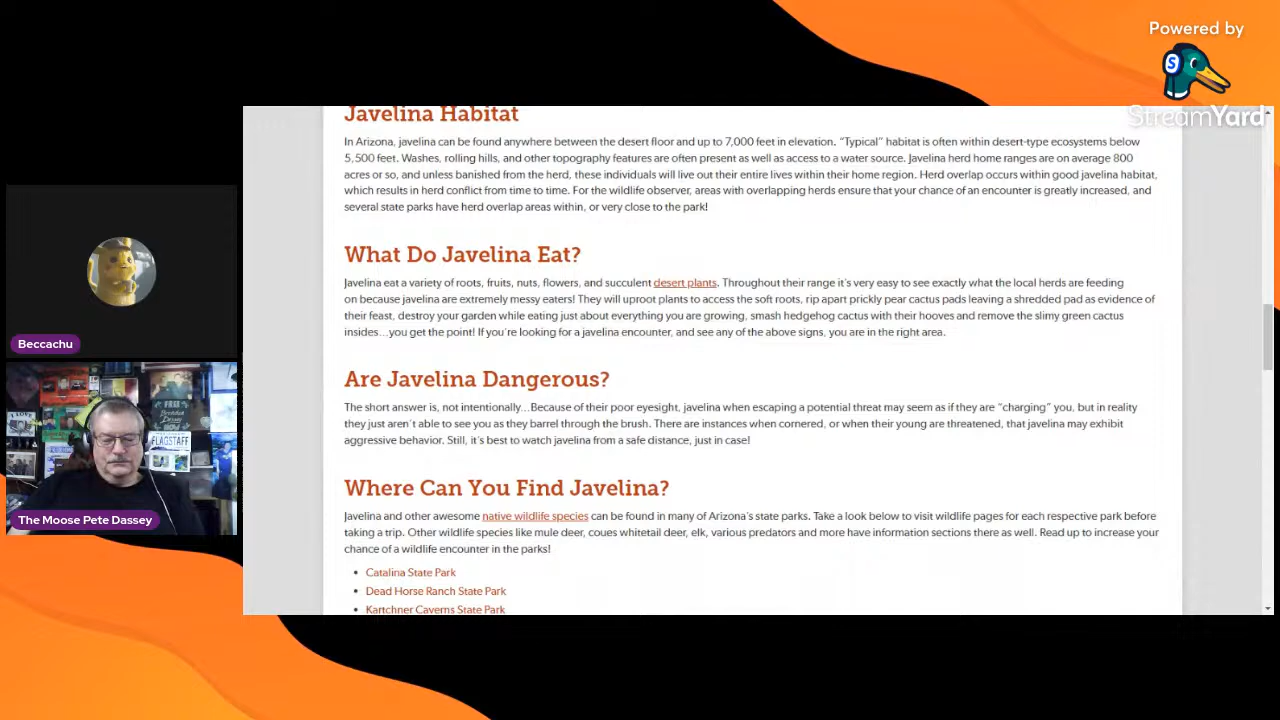 Powered by
StreamYard
Javelina Habitat
In Arizona, javelina can be found anywhere between the desert floor and up to 7,000 feet in elevation. “Typical” habitat is often within desert-type ecosystems below
5,500 feet. Washes, rolling hills, and other topography features are often present as well as access to a water source. Javelina herd home ranges are on average 800
acres or so, and unless banished from the herd, these individuals will live out their entire lives within their home region. Herd overlap occurs within good javelina habitat,
which results in herd conflict from time to time. For the wildlife observer, areas with overlapping herds ensure that your chance of an encounter is greatly increased, and
several state parks have herd overlap areas within, or very close to the park!
What Do Javelina Eat?
Javelina eat a variety of roots, fruits, nuts, flowers, and succulent desert plants. Throughout their range it’s very easy to see exactly what the local herds are feeding
on because javelina are extremely messy eaters! They will uproot plants to access the soft roots, rip apart prickly pear cactus pads leaving a shredded pad as evidence of
their feast, destroy your garden while eating just about everything you are growing, smash hedgehog cactus with their hooves and remove the slimy green cactus
insides…you get the point! If you’re looking for a javelina encounter, and see any of the above signs, you are in the right area.
Are Javelina Dangerous?
The short answer is, not intentionally…Because of their poor eyesight, javelina when escaping a potential threat may seem as if they are “charging” you, but in reality
they just aren’t able to see you as they barrel through the brush. There are instances when cornered, or when their young are threatened, that javelina may exhibit
aggressive behavior. Still, it’s best to watch javelina from a safe distance, just in case!
Where Can You Find Javelina?
Javelina and other awesome native wildlife species can be found in many of Arizona’s state parks. Take a look below to visit wildlife pages for each respective park before
taking a trip. Other wildlife species like mule deer, coues whitetail deer, elk, various predators and more have information sections there as well. Read up to increase your
chance of a wildlife encounter in the parks!
• Catalina State Park
• Dead Horse Ranch State Park
• Kartchner Caverns State Park
Beccachu
I LOVE
FREE
FLAGSTAFF
The Moose Pete Dassey